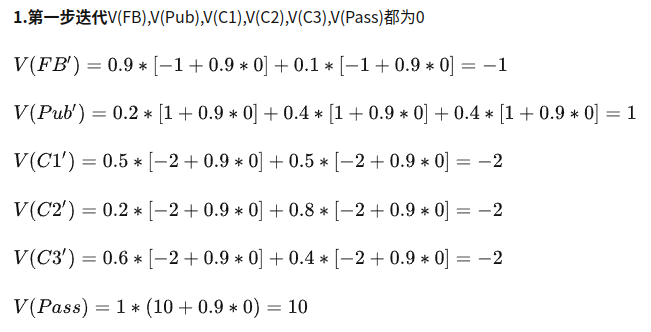 1.第一步迭代V(FB),V(Pub),V(C1),V(C2),V(C3),V(Pass)都为0
V(FB′) = 0.9 ∗ [−1 + 0.9 ∗ 0] + 0.1 ∗ [−1 + 0.9 ∗ 0] = −1
V(Pub′) = 0.2 ∗ [1 + 0.9 ∗ 0] + 0.4 ∗ [1 + 0.9 ∗ 0] + 0.4 ∗ [1 + 0.9 ∗ 0] = 1
V(C1′) = 0.5 ∗ [−2 + 0.9 ∗ 0] + 0.5 ∗ [−2 + 0.9 ∗ 0] = −2
V(C2′) = 0.2 ∗ [−2 + 0.9 ∗ 0] + 0.8 ∗ [−2 + 0.9 ∗ 0] = −2
V(C3′) = 0.6 ∗ [−2 + 0.9 ∗ 0] + 0.4 ∗ [−2 + 0.9 ∗ 0] = −2
V(Pass) = 1 ∗ (10 + 0.9 ∗ 0) = 10